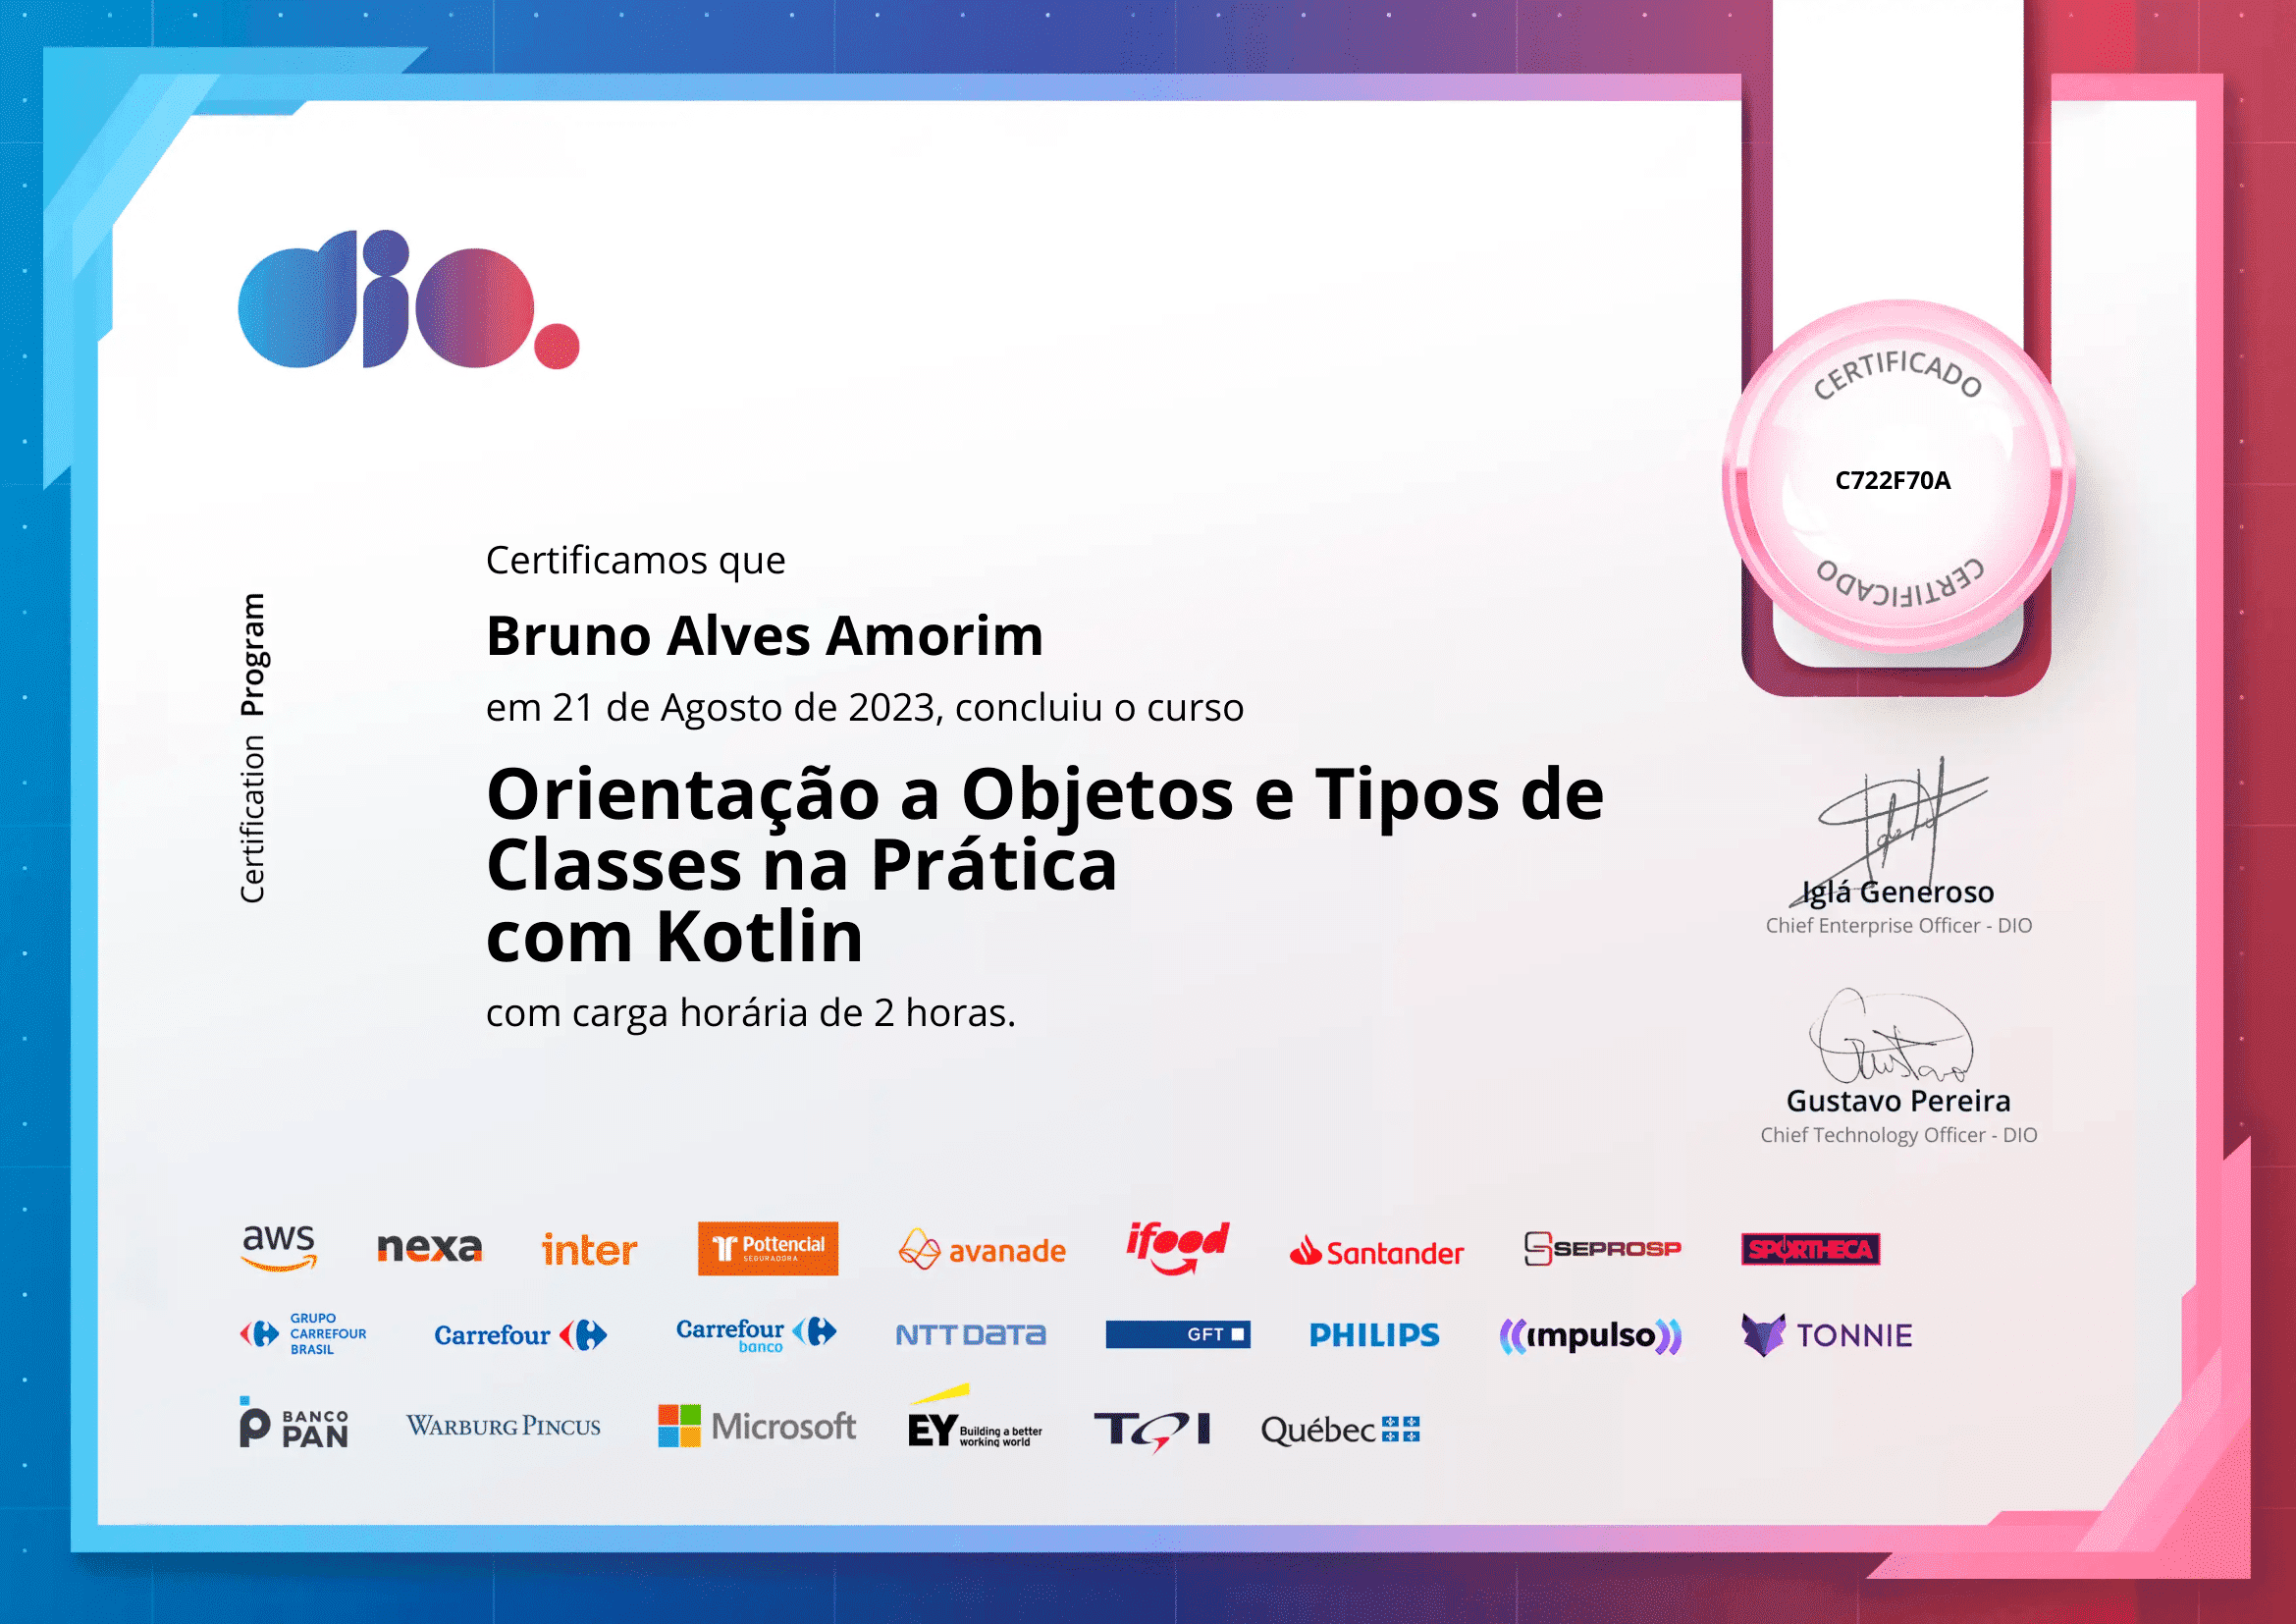 dio.
CERTIFICADO
C722F70A
CERTIFICADO
Certification Program
Certificamos que
Bruno Alves Amorim
em 21 de Agosto de 2023, concluiu o curso
Orientação a Objetos e Tipos de
Classes na Prática
com Kotlin
com carga horária de 2 horas.
Iglá Generoso
Chief Enterprise Officer - DIO
Gustavo
Gustavo Pereira
Chief Technology Officer - DIO
aws nexa inter Pottencial SEGURADORA avanade ifood Santander SEPROSP SPORTHECA
GRUPO CARREFOUR BRASIL Carrefour Carrefour banco NTT DATA GFT PHILIPS impulso TONNIE
BANCO PAN WARBURG PINCUS Microsoft EY Building a better working world TQI Québec